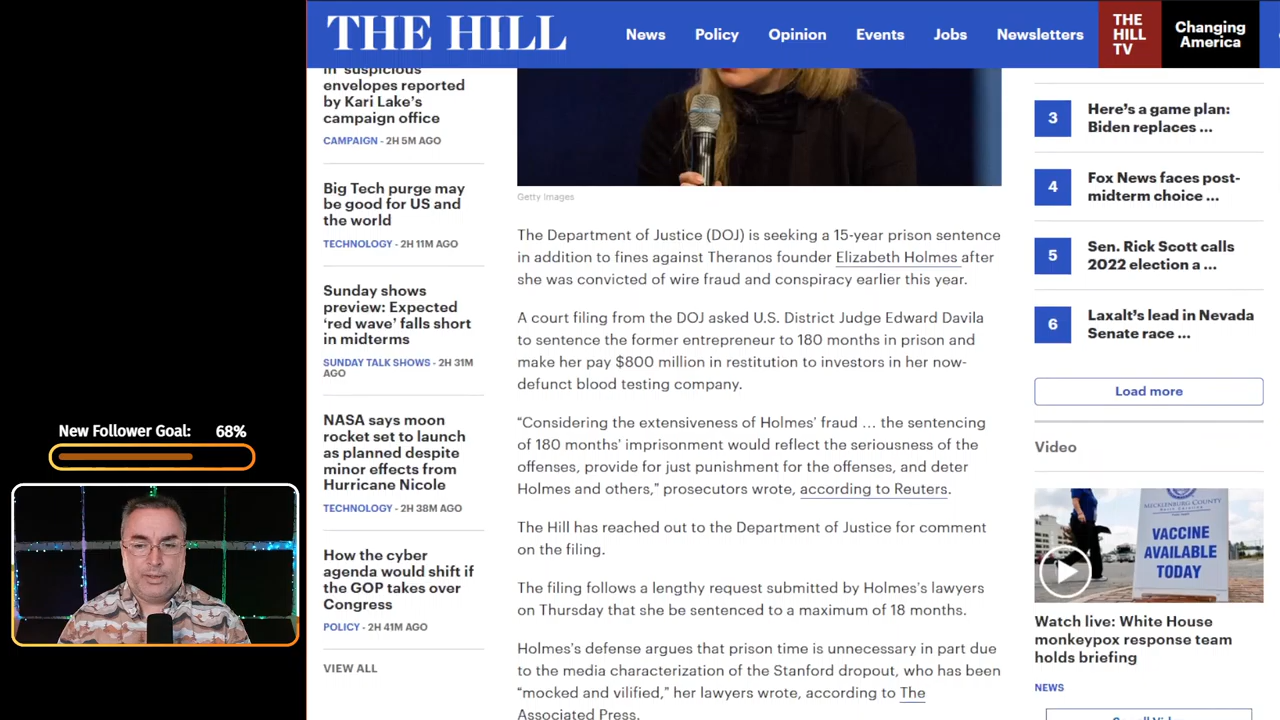 THE HILL
News
Policy
Opinion
Events
Jobs
Newsletters
THE
HILL
TV
Changing
America
in 'suspicious'
envelopes reported
by Kari Lake's
campaign office
CAMPAIGN - 2H 5M AGO
Big Tech purge may
be good for US and
the world
TECHNOLOGY - 2H 11M AGO
Sunday shows
preview: Expected
'red wave' falls short
in midterms
SUNDAY TALK SHOWS - 2H 31M
AGO
NASA says moon
rocket set to launch
as planned despite
minor effects from
Hurricane Nicole
TECHNOLOGY - 2H 38M AGO
How the cyber
agenda would shift if
the GOP takes over
Congress
POLICY - 2H 41M AGO
VIEW ALL
New Follower Goal: 68%
Getty Images
The Department of Justice (DOJ) is seeking a 15-year prison sentence
in addition to fines against Theranos founder Elizabeth Holmes after
she was convicted of wire fraud and conspiracy earlier this year.
A court filing from the DOJ asked U.S. District Judge Edward Davila
to sentence the former entrepreneur to 180 months in prison and
make her pay $800 million in restitution to investors in her now-
defunct blood testing company.
“Considering the extensiveness of Holmes’ fraud … the sentencing
of 180 months’ imprisonment would reflect the seriousness of the
offenses, provide for just punishment for the offenses, and deter
Holmes and others,” prosecutors wrote, according to Reuters.
The Hill has reached out to the Department of Justice for comment
on the filing.
The filing follows a lengthy request submitted by Holmes’s lawyers
on Thursday that she be sentenced to a maximum of 18 months.
Holmes’s defense argues that prison time is unnecessary in part due
to the media characterization of the Stanford dropout, who has been
“mocked and vilified,” her lawyers wrote, according to The
Associated Press.
3
Here’s a game plan:
Biden replaces ...
4
Fox News faces post-
midterm choice ...
5
Sen. Rick Scott calls
2022 election a ...
6
Laxalt’s lead in Nevada
Senate race ...
Load more
Video
MECKLENBURG COUNTY
VACCINE
AVAILABLE
TODAY
Watch live: White House
monkeypox response team
holds briefing
NEWS